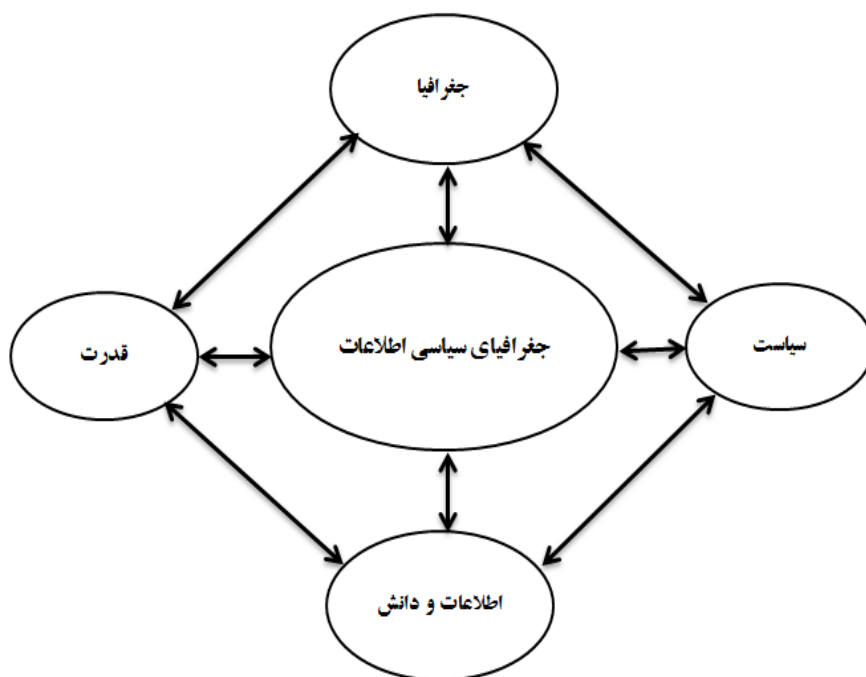 جغرافیا
سیاست
جغرافیای سیاسی اطلاعات
قدرت
اطلاعات و دانش